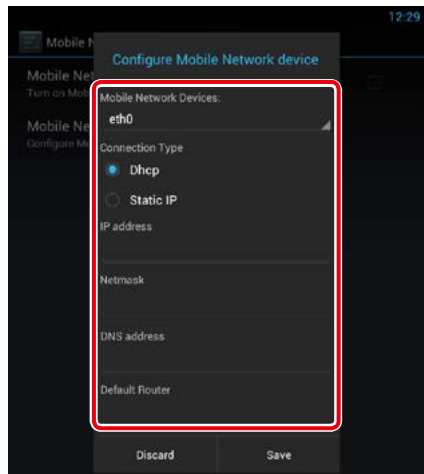 12:29
Mobile N
Configure Mobile Network device
Mobile Net
Turn on Mob
Mobile Network Devices:
eth0
Mobile Ne
Configure Mo
Connection Type
Dhcp
Static IP
IP address
Netmask
DNS address
Default Router
Discard
Save